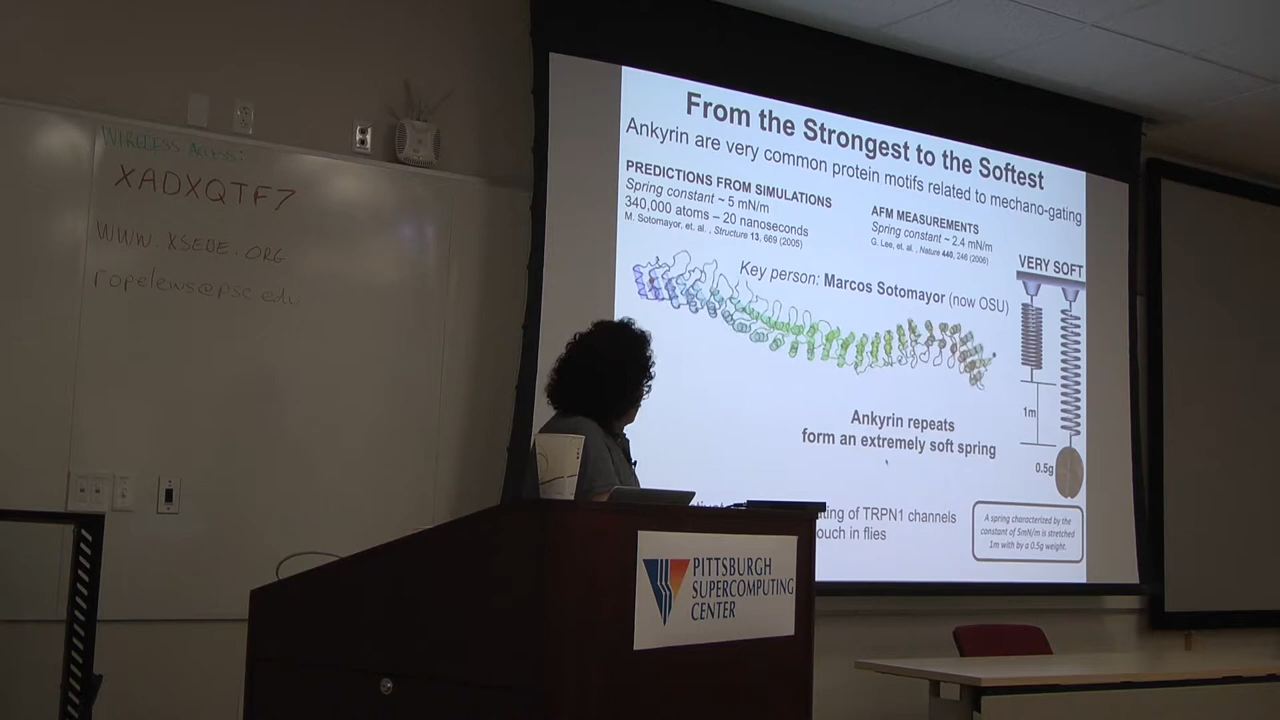 WIRELESS ACCESS:
XADXQTF7
WWW.XSEDE.ORG
ropelews@psc.edu
From the Strongest to the Softest
Ankyrin are very common protein motifs related to mechano-gating
PREDICTIONS FROM SIMULATIONS
Spring constant ~ 5 mN/m
340,000 atoms – 20 nanoseconds
M. Sotomayor, et. al. , Structure 13, 669 (2005)
AFM MEASUREMENTS
Spring constant ~ 2.4 mN/m
G. Lee, et. al. , Nature 440, 246 (2006)
VERY SOFT
Key person: Marcos Sotomayor (now OSU)
1m
Ankyrin repeats
form an extremely soft spring
0.5g
of TRPN1 channels
in flies
A spring characterized by the
constant of 5mN/m is stretched
1m with by a 0.5g weight.
PITTSBURGH
SUPERCOMPUTING
CENTER